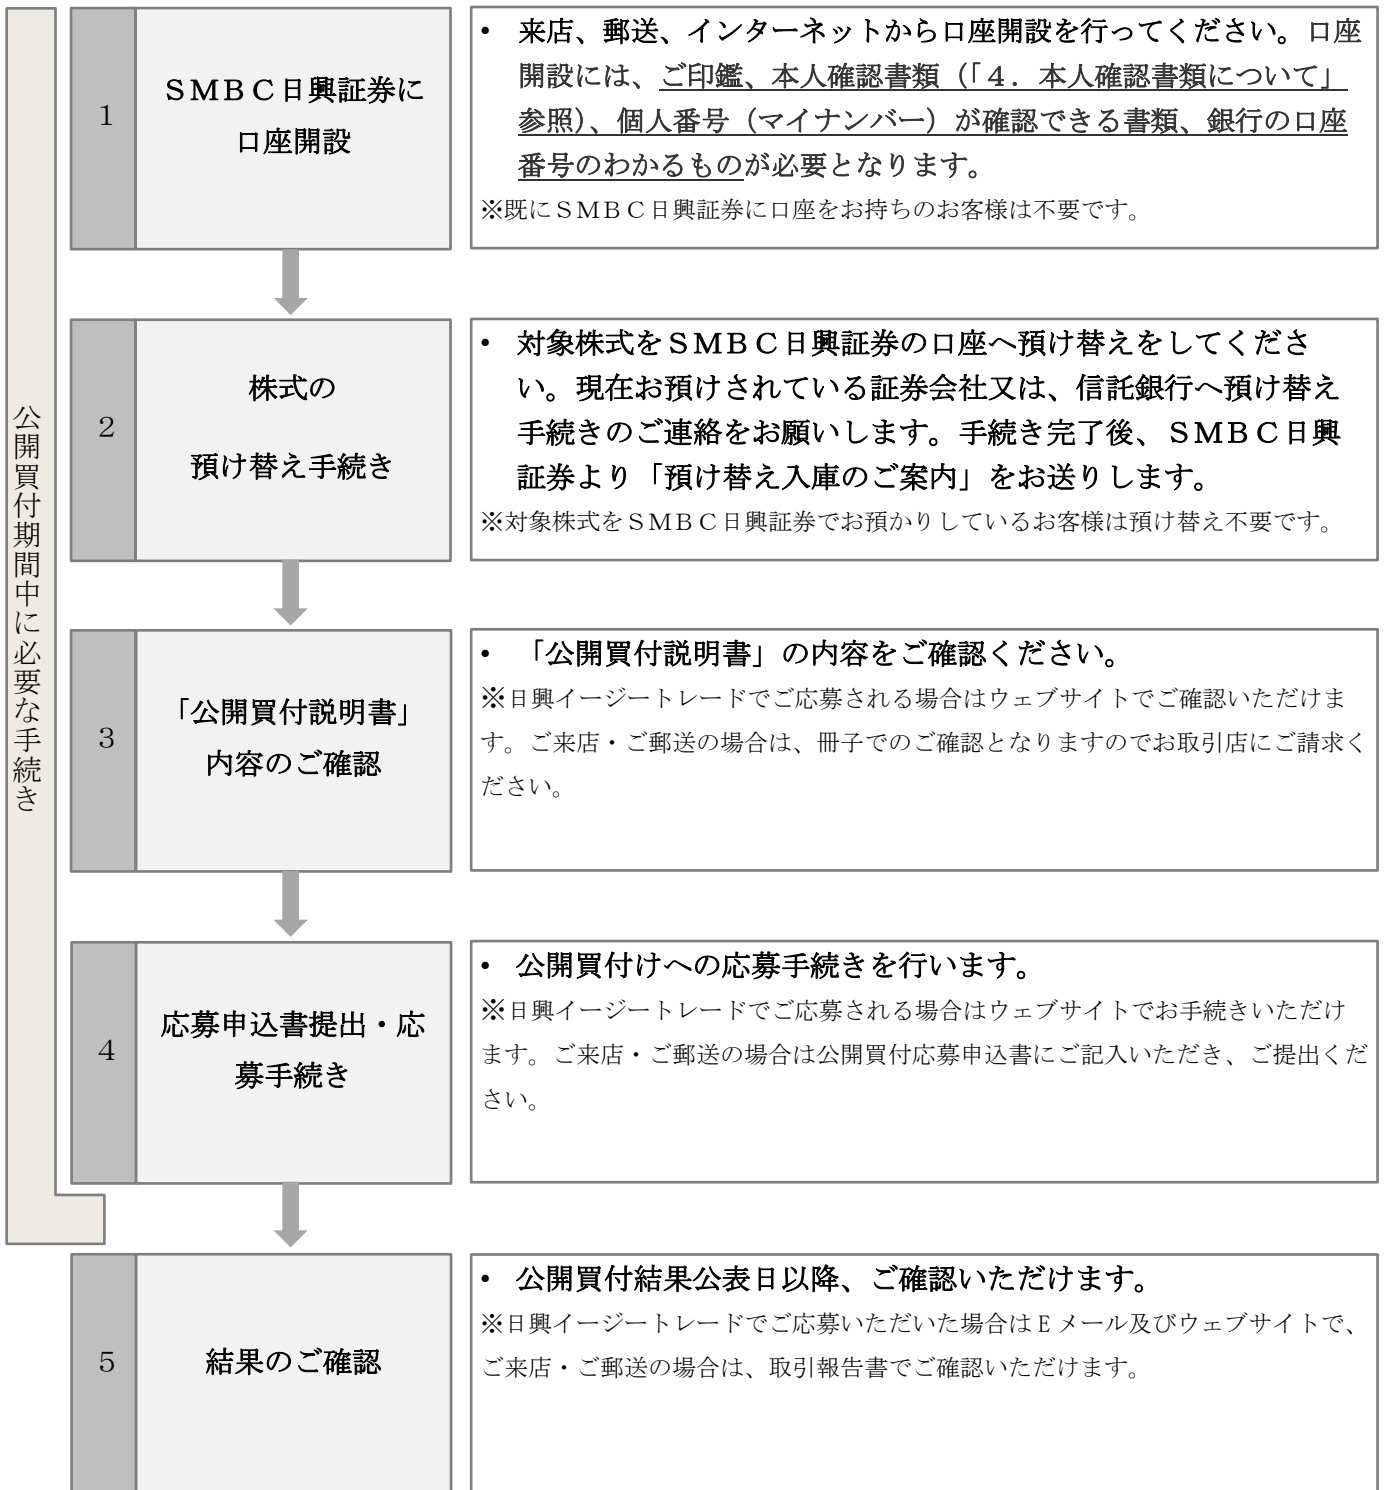 公開買付期間中に必要な手続き
1
ＳＭＢＣ日興証券に
口座開設
• 来店、郵送、インターネットから口座開設を行ってください。口座
開設には、ご印鑑、本人確認書類（「４．本人確認書類について」
参照）、個人番号（マイナンバー）が確認できる書類、銀行の口座
番号のわかるものが必要となります。
※既にＳＭＢＣ日興証券に口座をお持ちのお客様は不要です。
2
株式の
預け替え手続き
• 対象株式をＳＭＢＣ日興証券の口座へ預け替えをしてくださ
い。現在お預けされている証券会社又は、信託銀行へ預け替え
手続きのご連絡をお願いします。手続き完了後、ＳＭＢＣ日興
証券より「預け替え入庫のご案内」をお送りします。
※対象株式をＳＭＢＣ日興証券でお預かりしているお客様は預け替え不要です。
3
「公開買付説明書」
内容のご確認
• 「公開買付説明書」の内容をご確認ください。
※日興イージートレードでご応募される場合はウェブサイトでご確認いただけま
す。ご来店・ご郵送の場合は、冊子でのご確認となりますのでお取引店にご請求く
ださい。
4
応募申込書提出・応
募手続き
• 公開買付けへの応募手続きを行います。
※日興イージートレードでご応募される場合はウェブサイトでお手続きいただけ
ます。ご来店・ご郵送の場合は公開買付応募申込書にご記入いただき、ご提出くだ
さい。
5
結果のご確認
• 公開買付結果公表日以降、ご確認いただけます。
※日興イージートレードでご応募いただいた場合はＥメール及びウェブサイトで、
ご来店・ご郵送の場合は、取引報告書でご確認いただけます。